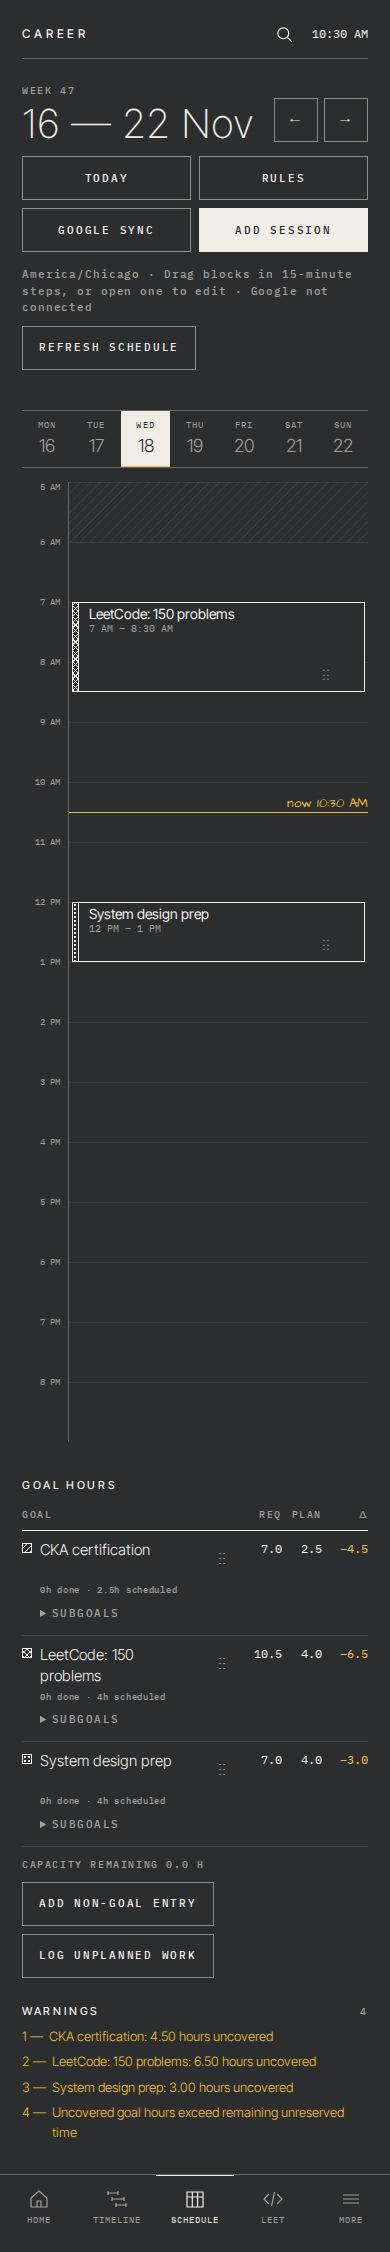 CAREER 10:30 AM
WEEK 47
16 — 22 Nov ← →
TODAY RULES
GOOGLE SYNC ADD SESSION
America/Chicago · Drag blocks in 15-minute
steps, or open one to edit · Google not
connected
REFRESH SCHEDULE
MON TUE WED THU FRI SAT SUN
16 17 18 19 20 21 22
5 AM
6 AM
7 AM
LeetCode: 150 problems
7 AM – 8:30 AM
8 AM
9 AM
10 AM
now 10:30 AM
11 AM
12 PM
System design prep
12 PM – 1 PM
1 PM
2 PM
3 PM
4 PM
5 PM
6 PM
7 PM
8 PM
GOAL HOURS
GOAL REQ PLAN Δ
CKA certification 7.0 2.5 −4.5
0h done · 2.5h scheduled
▶ SUBGOALS
LeetCode: 150 10.5 4.0 −6.5
problems
0h done · 4h scheduled
▶ SUBGOALS
System design prep 7.0 4.0 −3.0
0h done · 4h scheduled
▶ SUBGOALS
CAPACITY REMAINING 0.0 H
ADD NON-GOAL ENTRY
LOG UNPLANNED WORK
WARNINGS 4
1 — CKA certification: 4.50 hours uncovered
2 — LeetCode: 150 problems: 6.50 hours uncovered
3 — System design prep: 3.00 hours uncovered
4 — Uncovered goal hours exceed remaining unreserved
time
HOME TIMELINE SCHEDULE LEET MORE